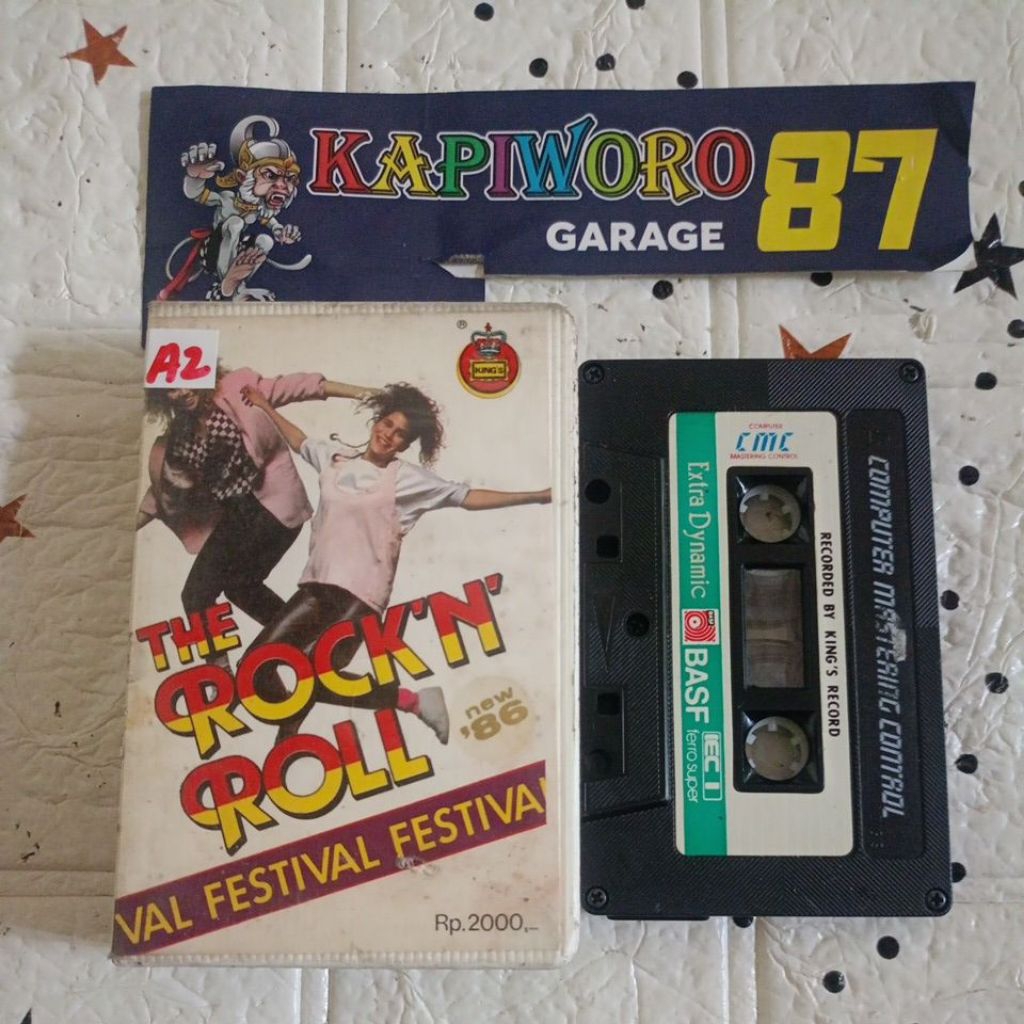 KAPIWORO 87
GARAGE
A2
®
KING'S
THE
ROCK'N'
ROLL
new
'86
VAL FESTIVAL FESTIVA
Rp.2000,-
COMPUTER
CMC
MASTERING CONTROL
Extra Dynamic
BASF
IEC I
ferro super
RECORDED BY KING'S RECORD
COMPUTER MASTERING CONTROL